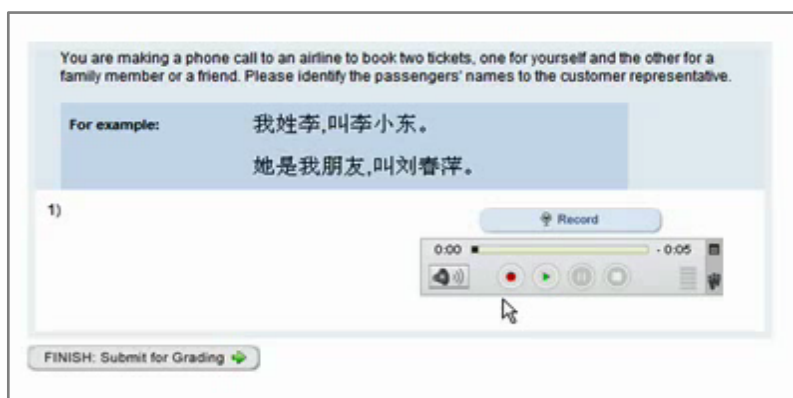 You are making a phone call to an airline to book two tickets, one for yourself and the other for a
family member or a friend. Please identify the passengers' names to the customer representative.
For example:
我姓李,叫李小东。
她是我朋友,叫刘春萍。
1)
Record
0:00
- 0:05
FINISH: Submit for Grading